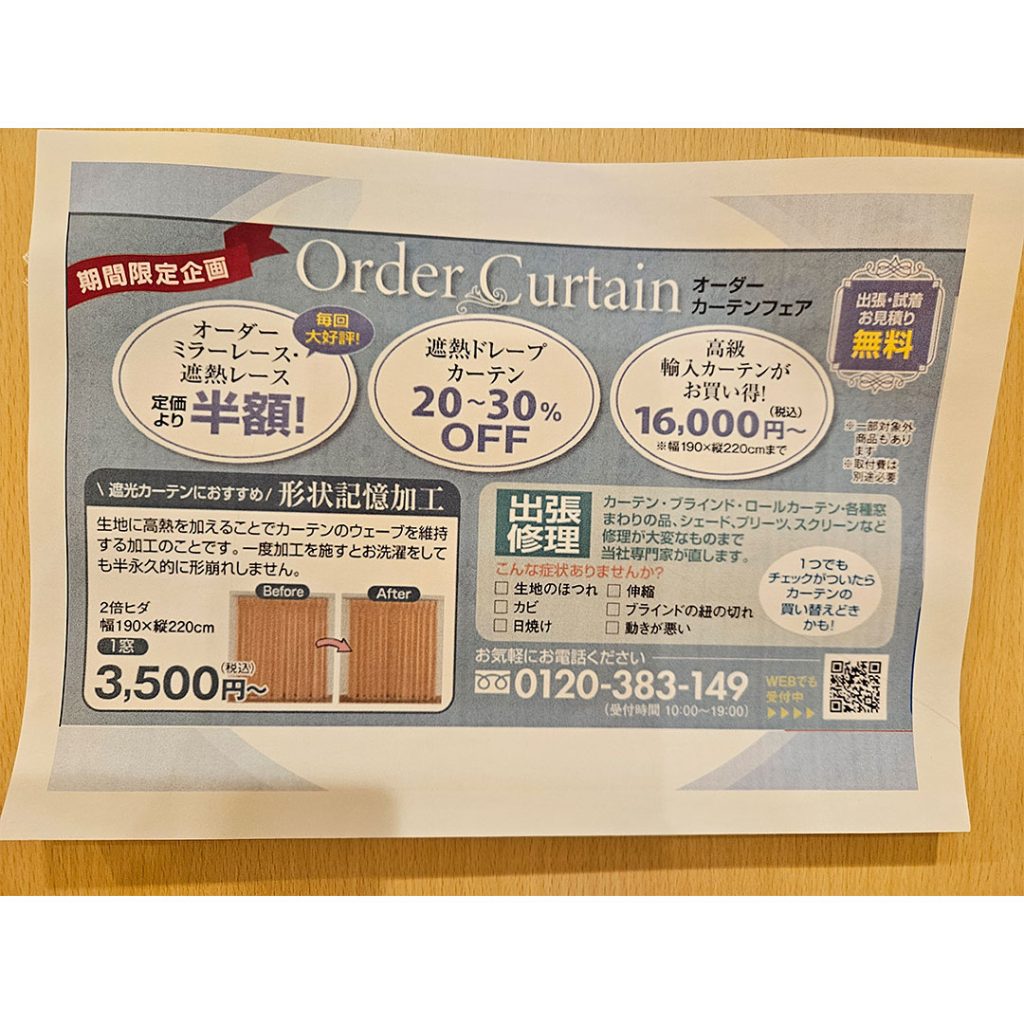 期間限定企画
Order Curtain
オーダー
カーテンフェア
出張・試着
お見積り
無料
毎回
大好評!
オーダー
ミラーレース・
遮熱レース
定価
より
半額!
遮熱ドレープ
カーテン
20～30%
OFF
高級
輸入カーテンが
お買い得!
16,000円～
(税込)
※幅190×縦220cmまで
※一部対象外
商品もあり
ます
※取付費は
別途必要
\ 遮光カーテンにおすすめ / 形状記憶加工
生地に高熱を加えることでカーテンのウェーブを維持
する加工のことです。一度加工を施すとお洗濯をして
も半永久的に形崩れしません。
2倍ヒダ
幅190×縦220cm
1窓
3,500円～
(税込)
Before
After
出張
修理
カーテン・ブラインド・ロールカーテン・各種窓
まわりの品、シェード、プリーツ、スクリーンなど
修理が大変なものまで
当社専門家が直します。
こんな症状ありませんか?
□ 生地のほつれ □ 伸縮
□ カビ □ ブラインドの紐の切れ
□ 日焼け □ 動きが悪い
1つでも
チェックがついたら
カーテンの
買い替えどき
かも!
お気軽にお電話ください
0120-383-149
(受付時間 10:00～19:00)
WEBでも
受付中
▶▶▶▶